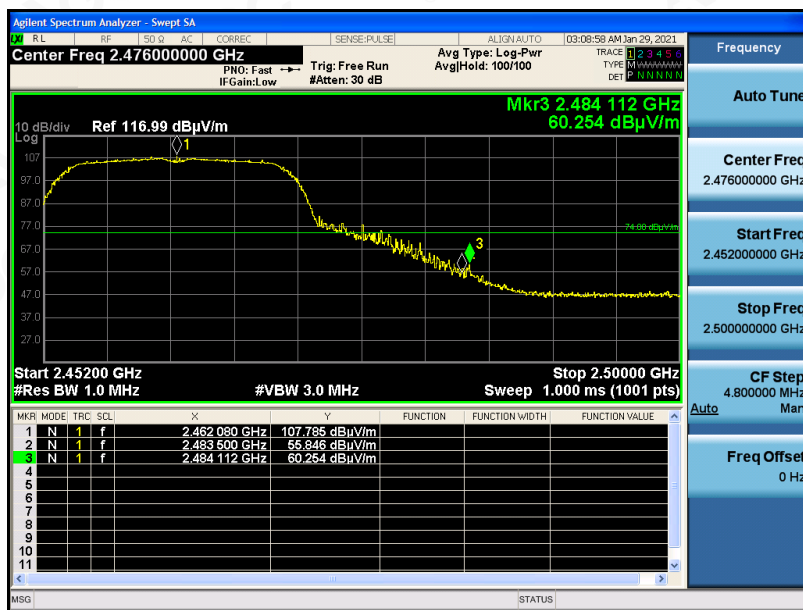 Agilent Spectrum Analyzer - Swept SA
LXI RL RF 50 Ω AC CORREC SENSE:PULSE ALIGN AUTO 03:08:58 AM Jan 29, 2021
Center Freq 2.476000000 GHz
PNO: Fast
IFGain:Low
Trig: Free Run
#Atten: 30 dB
Avg Type: Log-Pwr
Avg|Hold: 100/100
TRACE 1 2 3 4 5 6
TYPE M W W W W W
DET P N N N N N
Mkr3 2.484 112 GHz
60.254 dBµV/m
10 dB/div Ref 116.99 dBµV/m
Log
1
107
97.0
87.0
77.0
74.00 dBµV/m
67.0
3
57.0
47.0
37.0
27.0
Start 2.45200 GHz Stop 2.50000 GHz
#Res BW 1.0 MHz #VBW 3.0 MHz Sweep 1.000 ms (1001 pts)
MKR MODE TRC SCL X Y FUNCTION FUNCTION WIDTH FUNCTION VALUE
1 N 1 f 2.462 080 GHz 107.785 dBµV/m
2 N 1 f 2.483 500 GHz 55.846 dBµV/m
3 N 1 f 2.484 112 GHz 60.254 dBµV/m
4
5
6
7
8
9
10
11
MSG STATUS
Frequency
Auto Tune
Center Freq
2.476000000 GHz
Start Freq
2.452000000 GHz
Stop Freq
2.500000000 GHz
CF Step
4.800000 MHz
Auto Man
Freq Offset
0 Hz